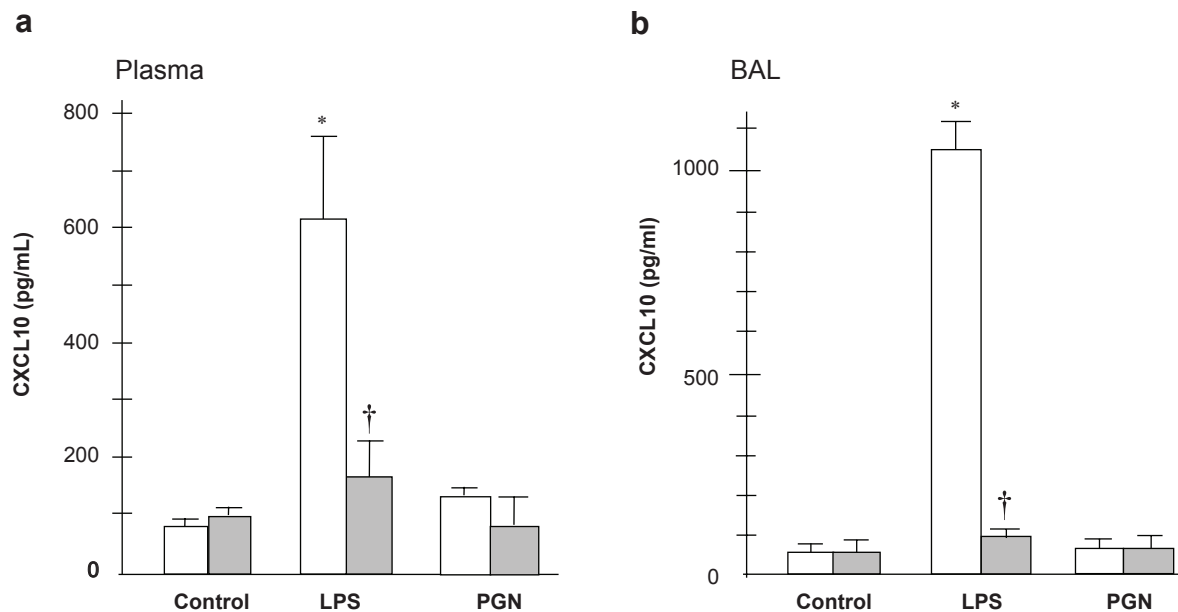 a
Plasma
CXCL10 (pg/mL)
800
600
400
200
0
*
†
Control LPS PGN
b
BAL
CXCL10 (pg/ml)
1000
500
0
*
†
Control LPS PGN